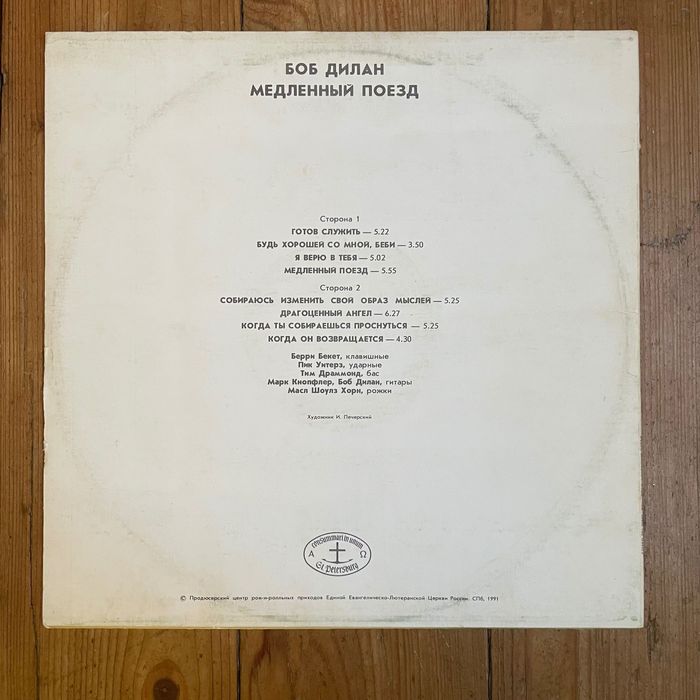 БОБ ДИЛАН
МЕДЛЕННЫЙ ПОЕЗД
Сторона 1
ГОТОВ СЛУЖИТЬ — 5.22
БУДЬ ХОРОШЕЙ СО МНОЙ, БЕБИ — 3.50
Я ВЕРЮ В ТЕБЯ — 5.02
МЕДЛЕННЫЙ ПОЕЗД — 5.55
Сторона 2
СОБИРАЮСЬ ИЗМЕНИТЬ СВОЙ ОБРАЗ МЫСЛЕЙ — 5.25
ДРАГОЦЕННЫЙ АНГЕЛ — 6.27
КОГДА ТЫ СОБИРАЕШЬСЯ ПРОСНУТЬСЯ — 5.25
КОГДА ОН ВОЗВРАЩАЕТСЯ — 4.30
Берри Бекет, клавишные
Пик Уитерз, ударные
Тим Драммонд, бас
Марк Кнопфлер, Боб Дилан, гитары
Масл Шоулз Хорн, рожки
Художник И. Печерский
consummari in unum
Α Ω
St. Petersburg
© Продюсерский центр рок-н-ролльных приходов Единой Евангелическо-Лютеранской Церкви России. СПб, 1991